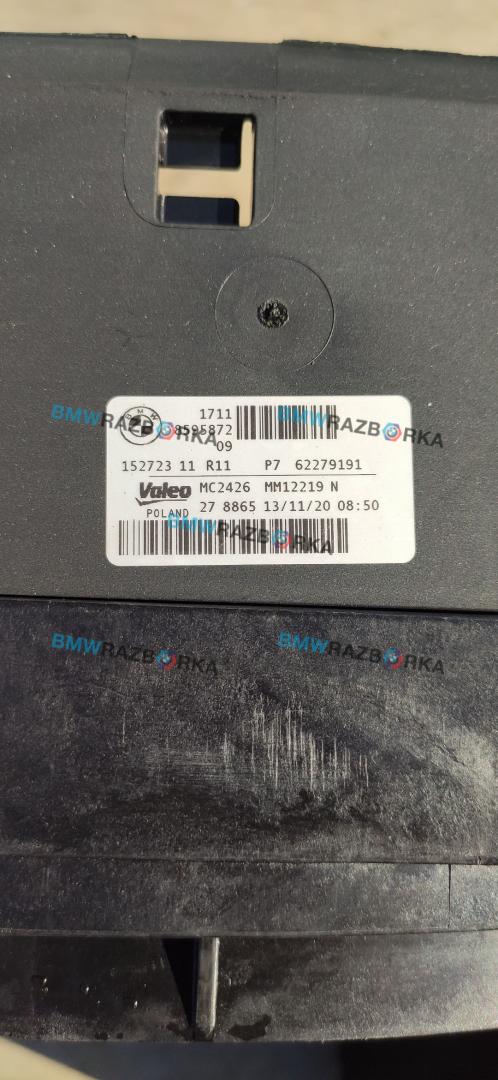 1711
BMW 8595872
09
152723 11 R11 P7 62279191
Valeo MC2426 MM12219 N
POLAND 27 8865 13/11/20 08:50
BMWRAZBORKA
BMWRAZBORKA
BMWRAZBORKA
BMWRAZBORKA
BMWRAZBORKA